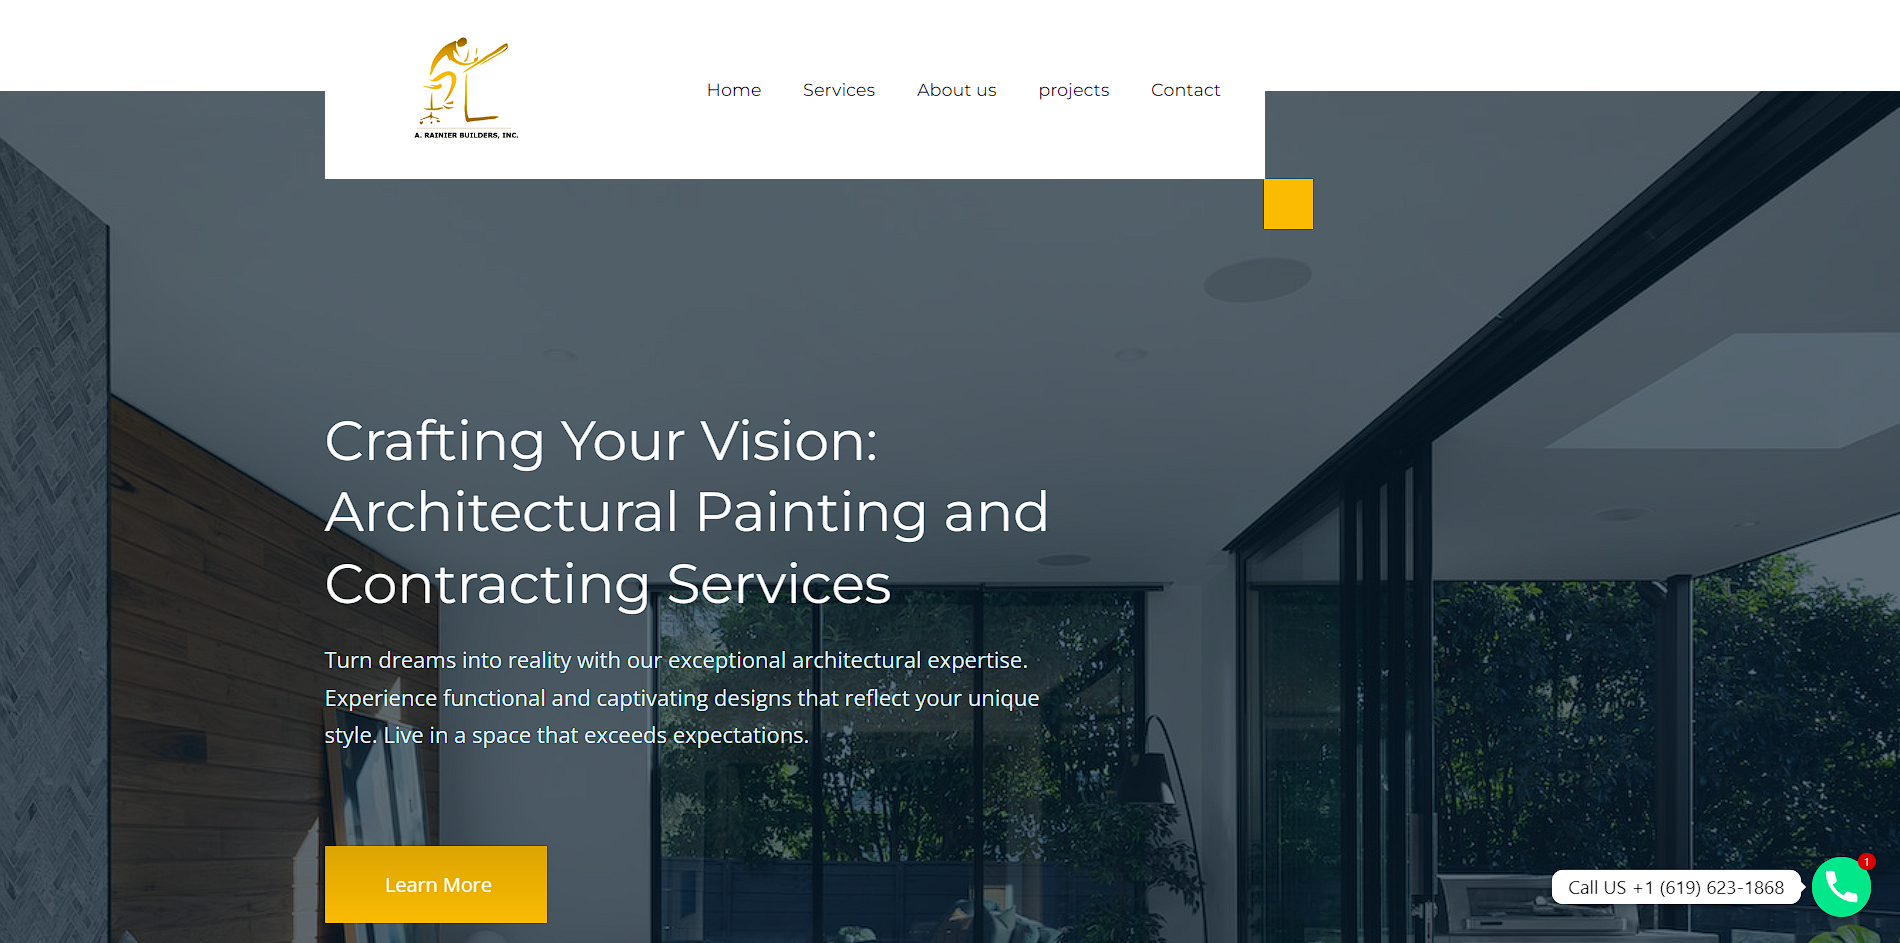 A. RAINIER BUILDERS, INC.
Home Services About us projects Contact
Crafting Your Vision:
Architectural Painting and
Contracting Services
Turn dreams into reality with our exceptional architectural expertise.
Experience functional and captivating designs that reflect your unique
style. Live in a space that exceeds expectations.
Learn More
Call US +1 (619) 623-1868
1